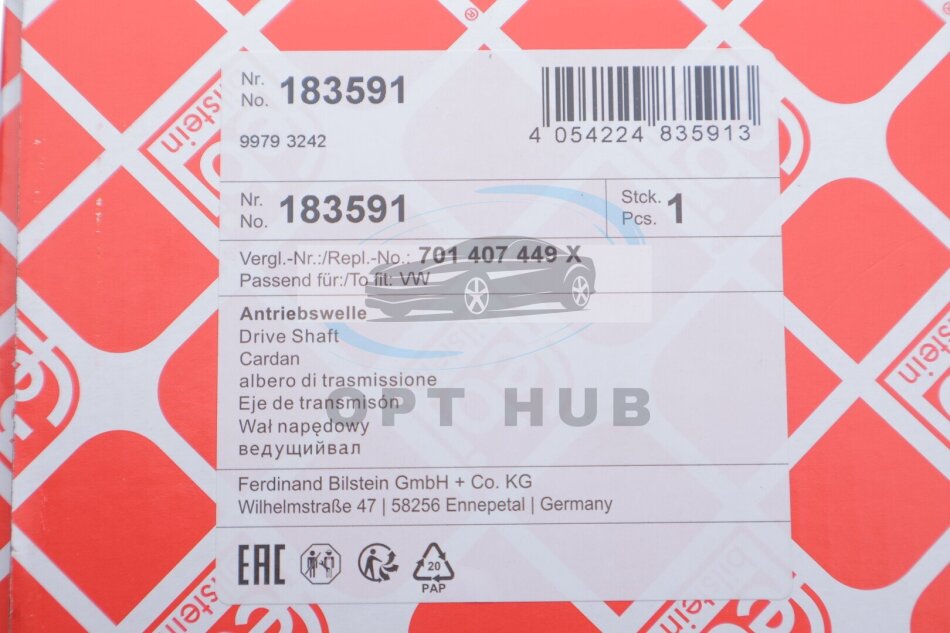 Nr. No. 183591
4 054224 835913
9979 3242
Nr. No. 183591
Stck. Pcs. 1
Vergl.-Nr.:/Repl.-No.: 701 407 449 X
Passend für:/To fit: VW
Antriebswelle
Drive Shaft
Cardan
albero di trasmissione
Eje de transmisón
Wał napędowy
ведущийвал
OPT HUB
Ferdinand Bilstein GmbH + Co. KG
Wilhelmstraße 47 | 58256 Ennepetal | Germany
EAC
20
PAP
bilstein
bilstein